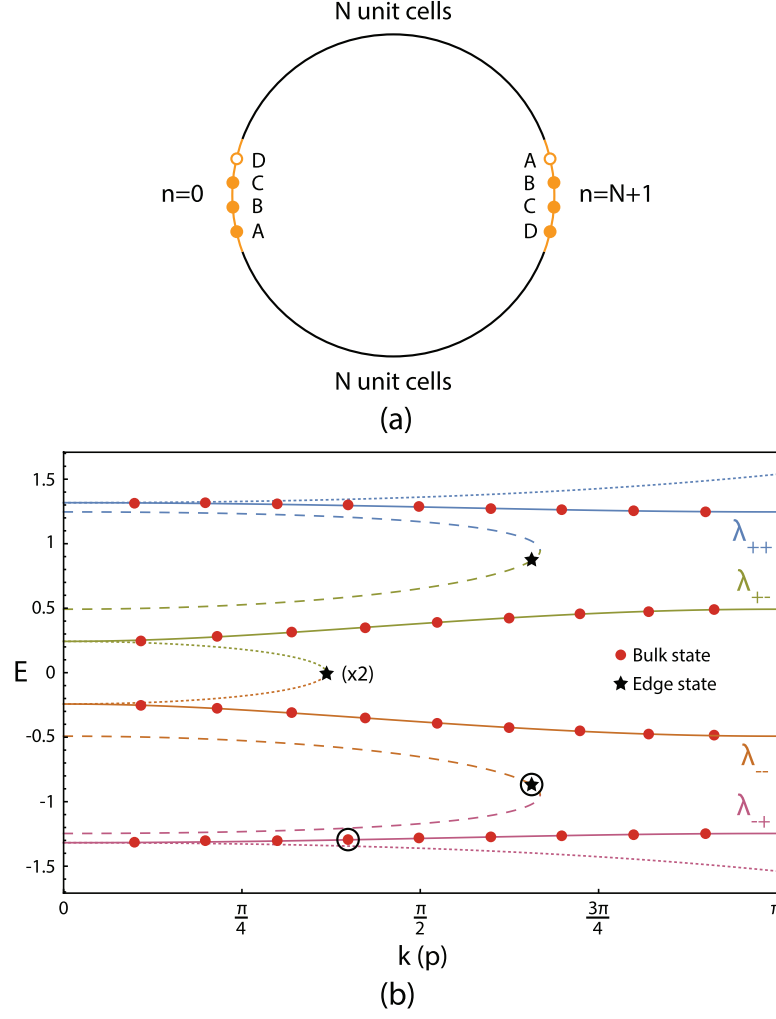 N unit cells
D A
C B
n=0 n=N+1
B C
A D
N unit cells
(a)
1.5
1
λ++
λ+-
0.5
Bulk state
E 0 (x2)
Edge state
-0.5
λ--
-1
λ-+
-1.5
0 π/4 π/2 3π/4 π
k (p)
(b)